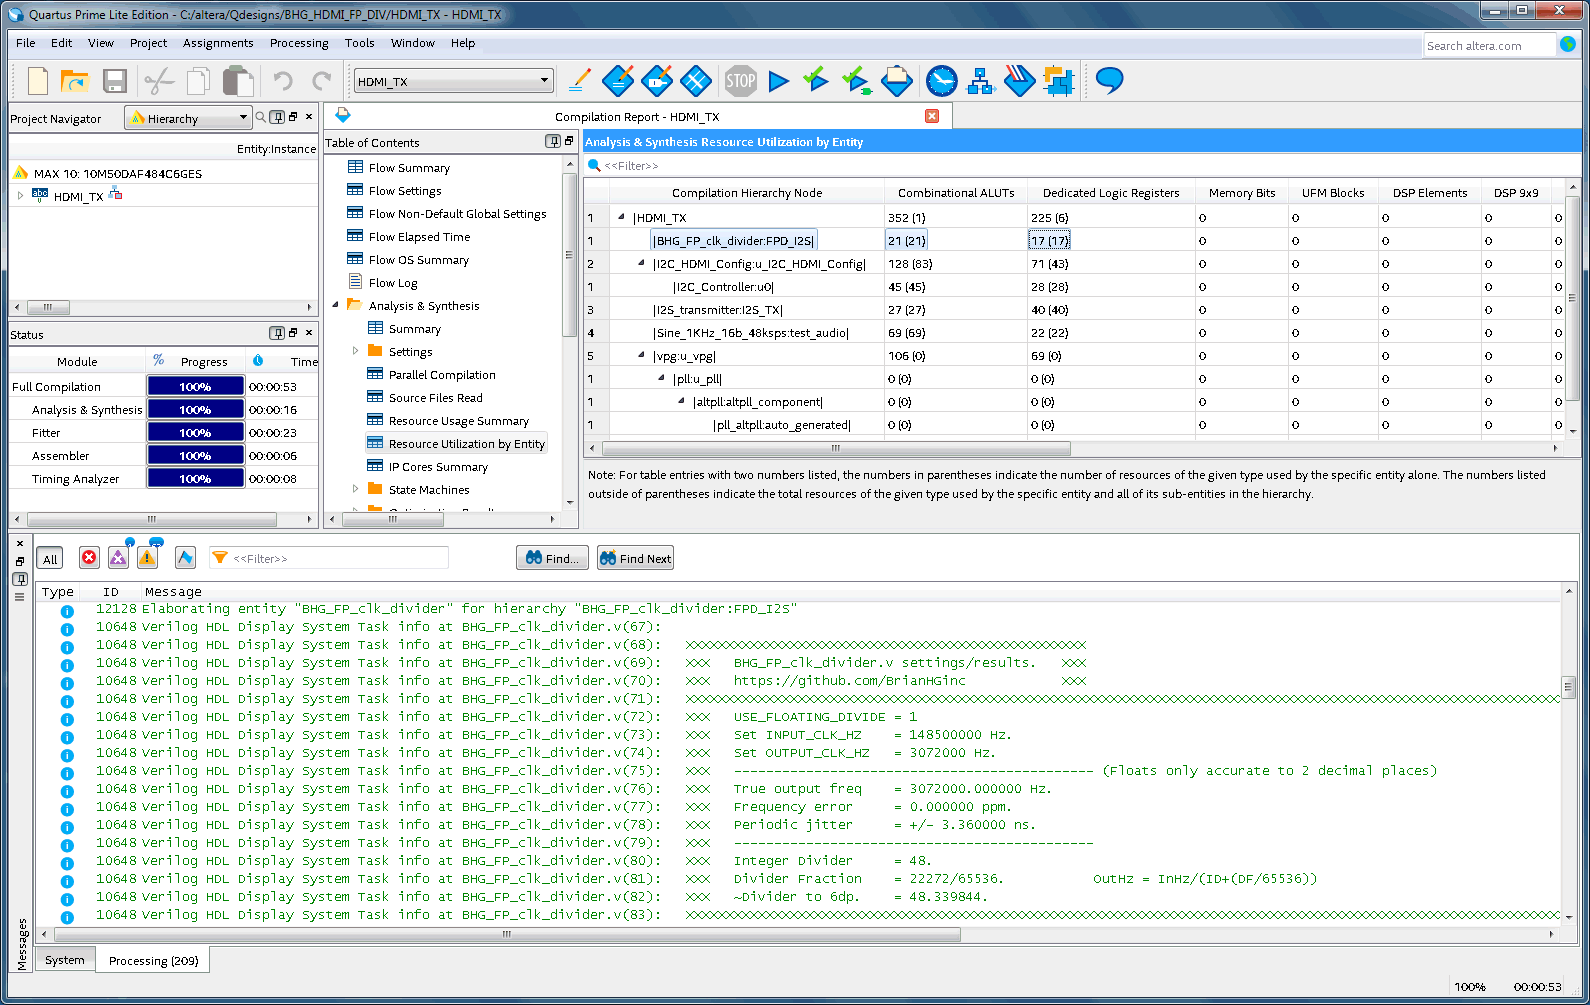 Quartus Prime Lite Edition - C:/altera/Qdesigns/BHG_HDMI_FP_DIV/HDMI_TX - HDMI_TX
File Edit View Project Assignments Processing Tools Window Help
Search altera.com
HDMI_TX
STOP
Project Navigator
Hierarchy
Entity:Instance
MAX 10: 10M50DAF484C6GES
HDMI_TX
Status
Module % Progress Time
Full Compilation 100% 00:00:53
Analysis & Synthesis 100% 00:00:16
Fitter 100% 00:00:23
Assembler 100% 00:00:06
Timing Analyzer 100% 00:00:08
Compilation Report - HDMI_TX
Table of Contents
Flow Summary
Flow Settings
Flow Non-Default Global Settings
Flow Elapsed Time
Flow OS Summary
Flow Log
Analysis & Synthesis
Summary
Settings
Parallel Compilation
Source Files Read
Resource Usage Summary
Resource Utilization by Entity
IP Cores Summary
State Machines
Analysis & Synthesis Resource Utilization by Entity
<<Filter>>
Compilation Hierarchy Node Combinational ALUTs Dedicated Logic Registers Memory Bits UFM Blocks DSP Elements DSP 9x9
1 |HDMI_TX 352 (1) 225 (6) 0 0 0 0 0
1 |BHG_FP_clk_divider:FPD_I2S| 21 (21) 17 (17) 0 0 0 0 0
2 |I2C_HDMI_Config:u_I2C_HDMI_Config| 128 (83) 71 (43) 0 0 0 0 0
1 |I2C_Controller:u0| 45 (45) 28 (28) 0 0 0 0 0
3 |I2S_transmitter:I2S_TX| 27 (27) 40 (40) 0 0 0 0 0
4 |Sine_1KHz_16b_48ksps:test_audio| 69 (69) 22 (22) 0 0 0 0 0
5 |vpg:u_vpg| 106 (0) 69 (0) 0 0 0 0 0
1 |pll:u_pll| 0 (0) 0 (0) 0 0 0 0 0
1 |altpll:altpll_component| 0 (0) 0 (0) 0 0 0 0 0
1 |pll_altpll:auto_generated| 0 (0) 0 (0) 0 0 0 0 0
Note: For table entries with two numbers listed, the numbers in parentheses indicate the number of resources of the given type used by the specific entity alone. The numbers listed
outside of parentheses indicate the total resources of the given type used by the specific entity and all of its sub-entities in the hierarchy.
All <<Filter>> Find... Find Next
Type ID Message
12128 Elaborating entity "BHG_FP_clk_divider" for hierarchy "BHG_FP_clk_divider:FPD_I2S"
10648 Verilog HDL Display System Task info at BHG_FP_clk_divider.v(67):
10648 Verilog HDL Display System Task info at BHG_FP_clk_divider.v(68): XXXXXXXXXXXXXXXXXXXXXXXXXXXXXXXXXXXXXXXXXXXXXXXXXX
10648 Verilog HDL Display System Task info at BHG_FP_clk_divider.v(69): XXX BHG_FP_clk_divider.v settings/results. XXX
10648 Verilog HDL Display System Task info at BHG_FP_clk_divider.v(70): XXX https://github.com/BrianHGinc XXX
10648 Verilog HDL Display System Task info at BHG_FP_clk_divider.v(71): XXXXXXXXXXXXXXXXXXXXXXXXXXXXXXXXXXXXXXXXXXXXXXXXXXXXXXXXXXXXXXXXXXXXXXXXXXXXXXXXXXXXXXXXXXXXXXXXXXXXXXXXXXXXX
10648 Verilog HDL Display System Task info at BHG_FP_clk_divider.v(72): XXX USE_FLOATING_DIVIDE = 1
10648 Verilog HDL Display System Task info at BHG_FP_clk_divider.v(73): XXX Set INPUT_CLK_HZ = 148500000 Hz.
10648 Verilog HDL Display System Task info at BHG_FP_clk_divider.v(74): XXX Set OUTPUT_CLK_HZ = 3072000 Hz.
10648 Verilog HDL Display System Task info at BHG_FP_clk_divider.v(75): XXX --------------------------------------------- (Floats only accurate to 2 decimal places)
10648 Verilog HDL Display System Task info at BHG_FP_clk_divider.v(76): XXX True output freq = 3072000.000000 Hz.
10648 Verilog HDL Display System Task info at BHG_FP_clk_divider.v(77): XXX Frequency error = 0.000000 ppm.
10648 Verilog HDL Display System Task info at BHG_FP_clk_divider.v(78): XXX Periodic jitter = +/- 3.360000 ns.
10648 Verilog HDL Display System Task info at BHG_FP_clk_divider.v(79): XXX ---------------------------------------------
10648 Verilog HDL Display System Task info at BHG_FP_clk_divider.v(80): XXX Integer Divider = 48.
10648 Verilog HDL Display System Task info at BHG_FP_clk_divider.v(81): XXX Divider Fraction = 22272/65536. OutHz = InHz/(ID+(DF/65536))
10648 Verilog HDL Display System Task info at BHG_FP_clk_divider.v(82): XXX ~Divider to 6dp. = 48.339844.
10648 Verilog HDL Display System Task info at BHG_FP_clk_divider.v(83): XXXXXXXXXXXXXXXXXXXXXXXXXXXXXXXXXXXXXXXXXXXXXXXXXXXXXXXXXXXXXXXXXXXXXXXXXXXXXXXXXXXXXXXXXXXXXXXXXXXXXXXXXXXXX
Messages
System Processing (209)
100% 00:00:53